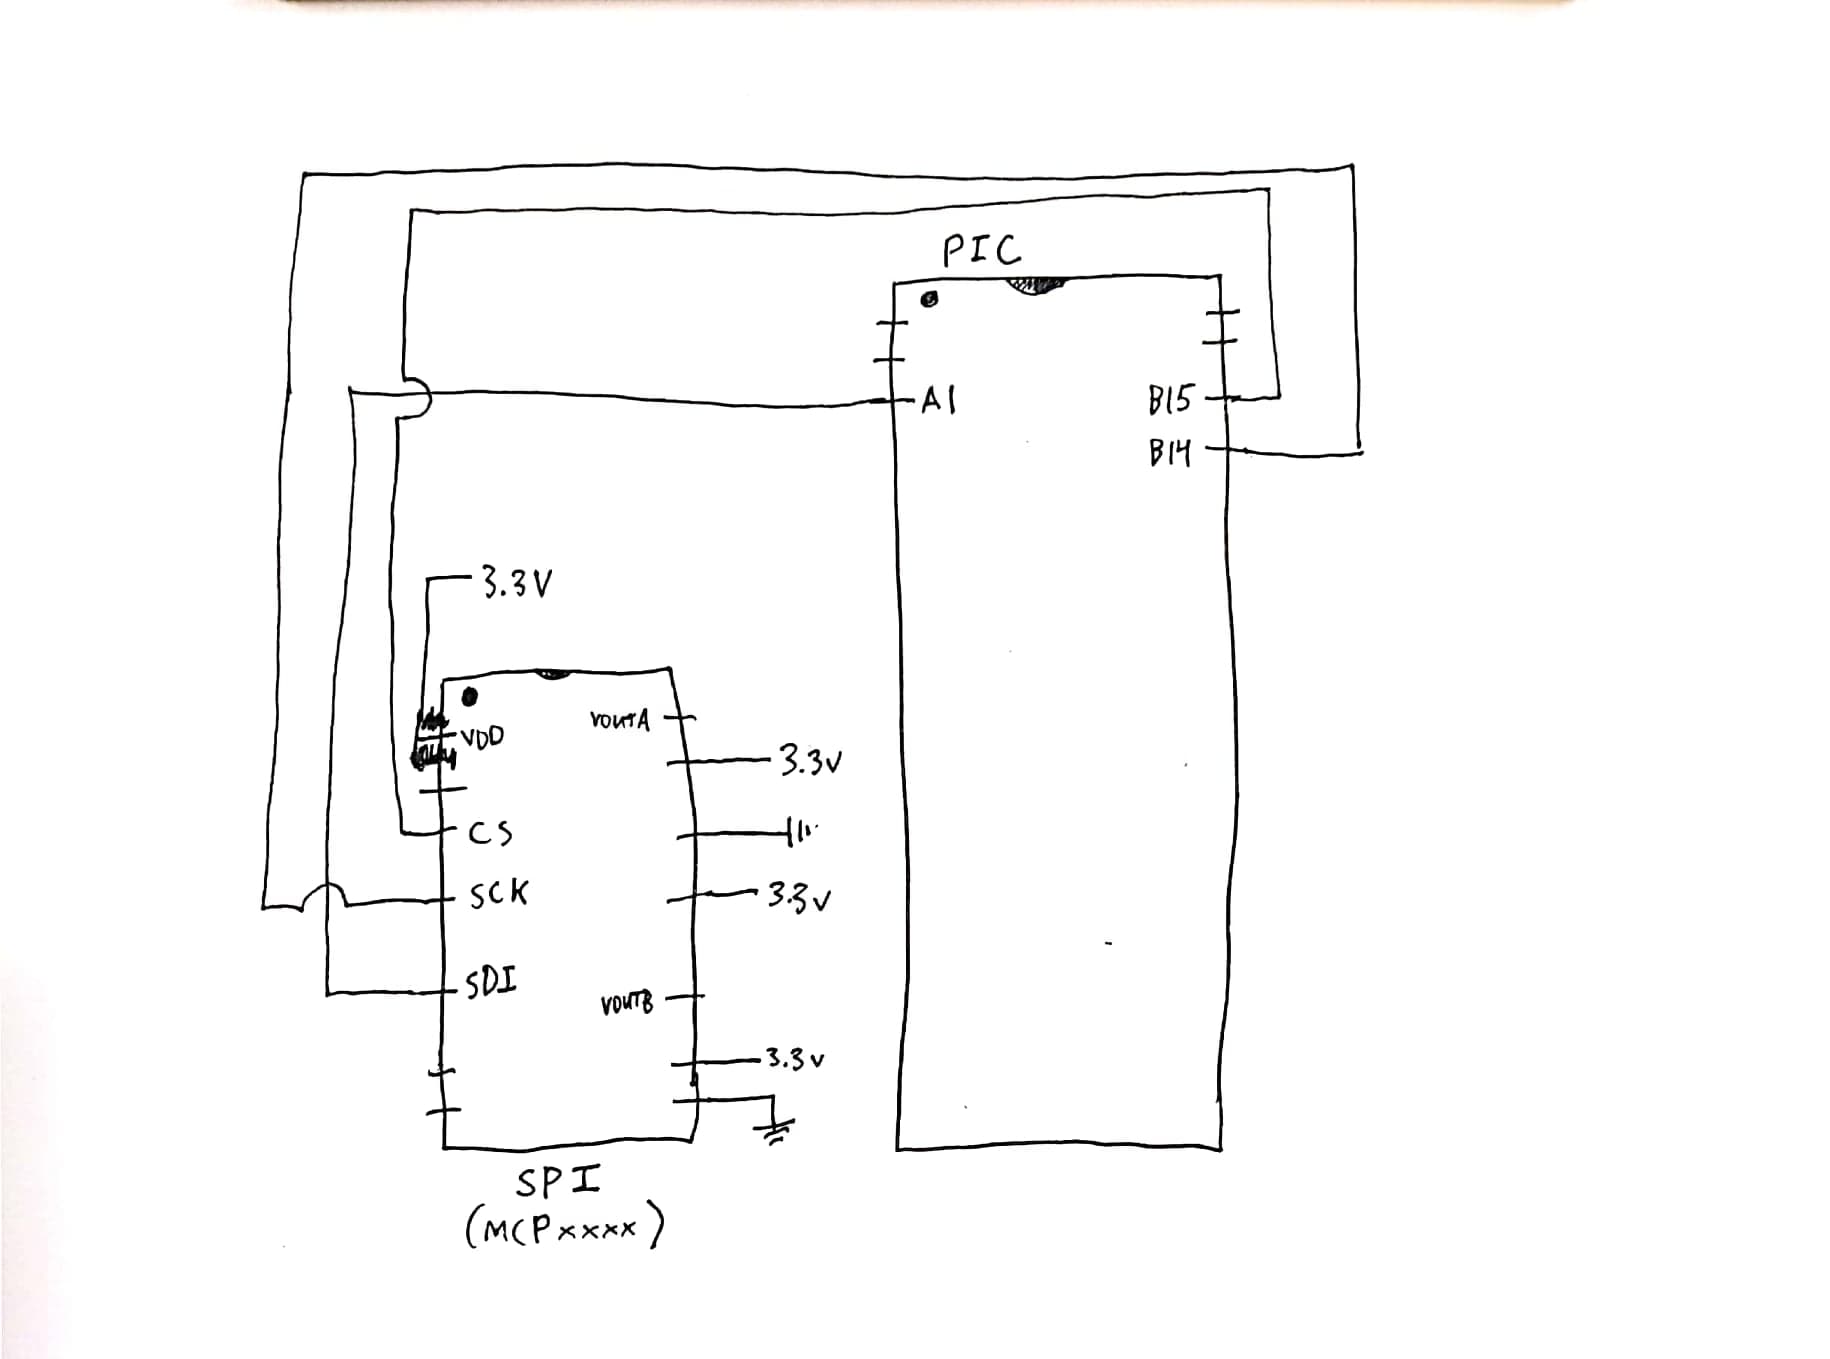 PIC
A1
B15
B14
3.3V
VDD
VOUTA
3.3V
CS
SCK
3.3V
SDI
VOUTB
3.3V
SPI
(MCPxxxx)